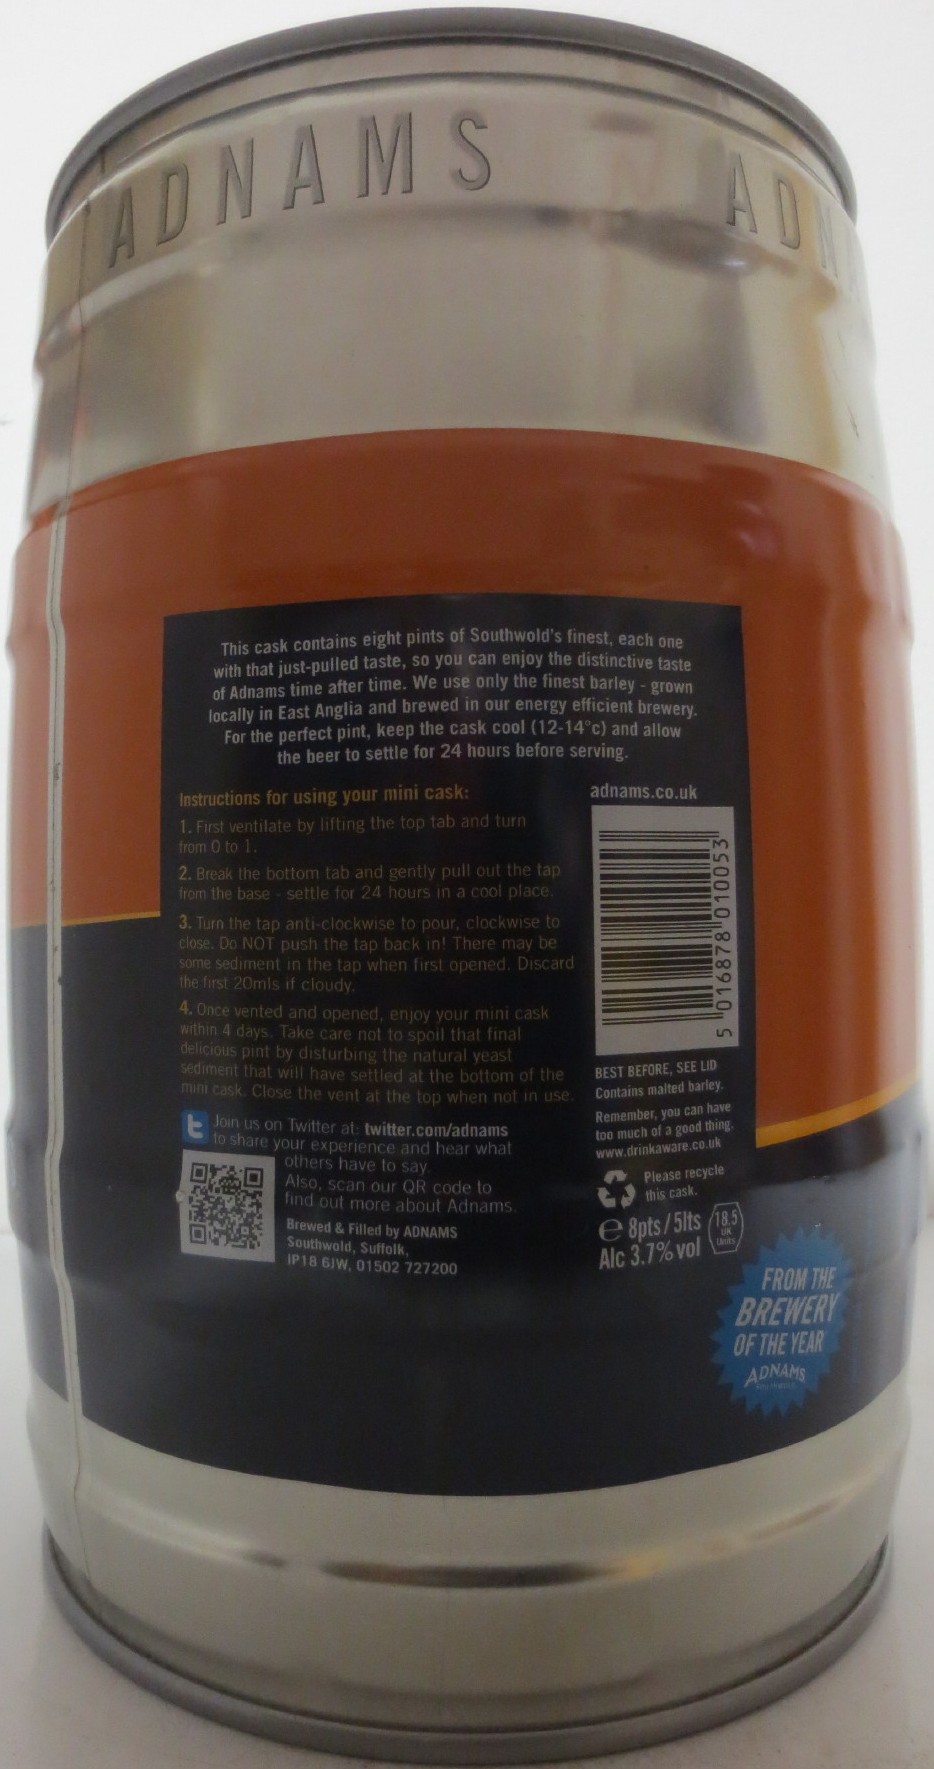 ADNAMS ADN
This cask contains eight pints of Southwold's finest, each one
with that just-pulled taste, so you can enjoy the distinctive taste
of Adnams time after time. We use only the finest barley - grown
locally in East Anglia and brewed in our energy efficient brewery.
For the perfect pint, keep the cask cool (12-14°c) and allow
the beer to settle for 24 hours before serving.
Instructions for using your mini cask:
1. First ventilate by lifting the top tab and turn
from 0 to 1.
2. Break the bottom tab and gently pull out the tap
from the base - settle for 24 hours in a cool place.
3. Turn the tap anti-clockwise to pour, clockwise to
close. Do NOT push the tap back in! There may be
some sediment in the tap when first opened. Discard
the first 20mls if cloudy.
4. Once vented and opened, enjoy your mini cask
within 4 days. Take care not to spoil that final
delicious pint by disturbing the natural yeast
sediment that will have settled at the bottom of the
mini cask. Close the vent at the top when not in use.
t Join us on Twitter at: twitter.com/adnams
to share your experience and hear what
others have to say.
Also, scan our QR code to
find out more about Adnams.
Brewed & Filled by ADNAMS
Southwold, Suffolk,
IP18 6JW, 01502 727200
adnams.co.uk
5 016878 010053
BEST BEFORE, SEE LID
Contains malted barley.
Remember, you can have
too much of a good thing.
www.drinkaware.co.uk
Please recycle
this cask.
e 8pts/5lts
Alc 3.7% vol
18.5
UK
Units
FROM THE
BREWERY
OF THE YEAR
ADNAMS